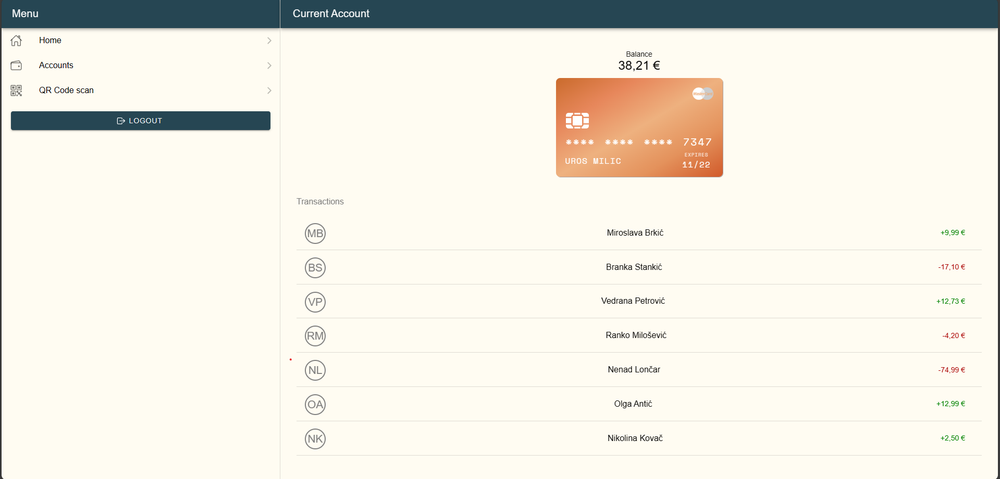 Menu
Current Account
Home
Accounts
QR Code scan
LOGOUT
Balance
38,21 €
MasterCard
**** **** **** 7347
EXPIRES
UROS MILIC
11/22
Transactions
MB Miroslava Brkić +9,99 €
BS Branka Stankić -17,10 €
VP Vedrana Petrović +12,73 €
RM Ranko Milošević -4,20 €
NL Nenad Lončar -74,99 €
OA Olga Antić +12,99 €
NK Nikolina Kovač +2,50 €